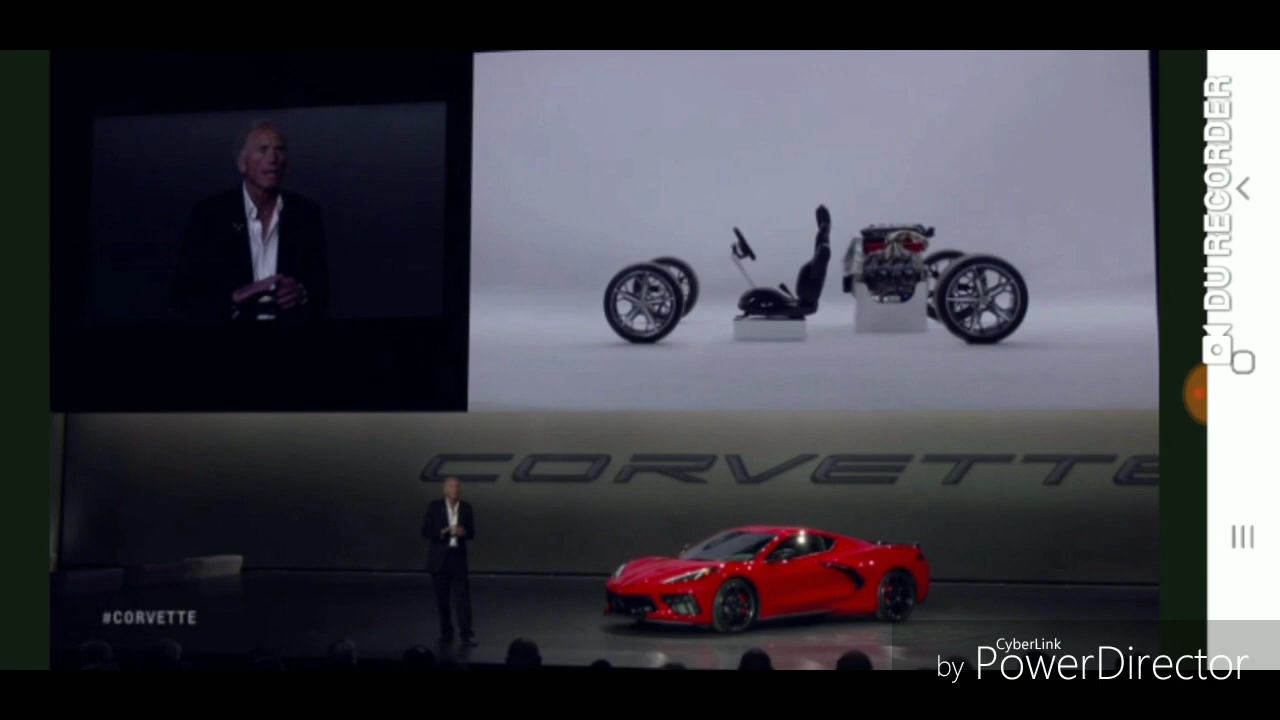 CORVETTE
#CORVETTE
DU RECORDER
CyberLink
by PowerDirector